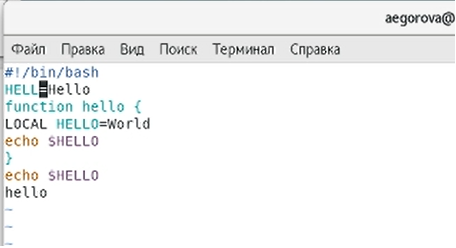 aegorova@
Файл Правка Вид Поиск Терминал Справка
#!/bin/bash
HELL=Hello
function hello {
LOCAL HELLO=World
echo $HELLO
}
echo $HELLO
hello
~
~
~